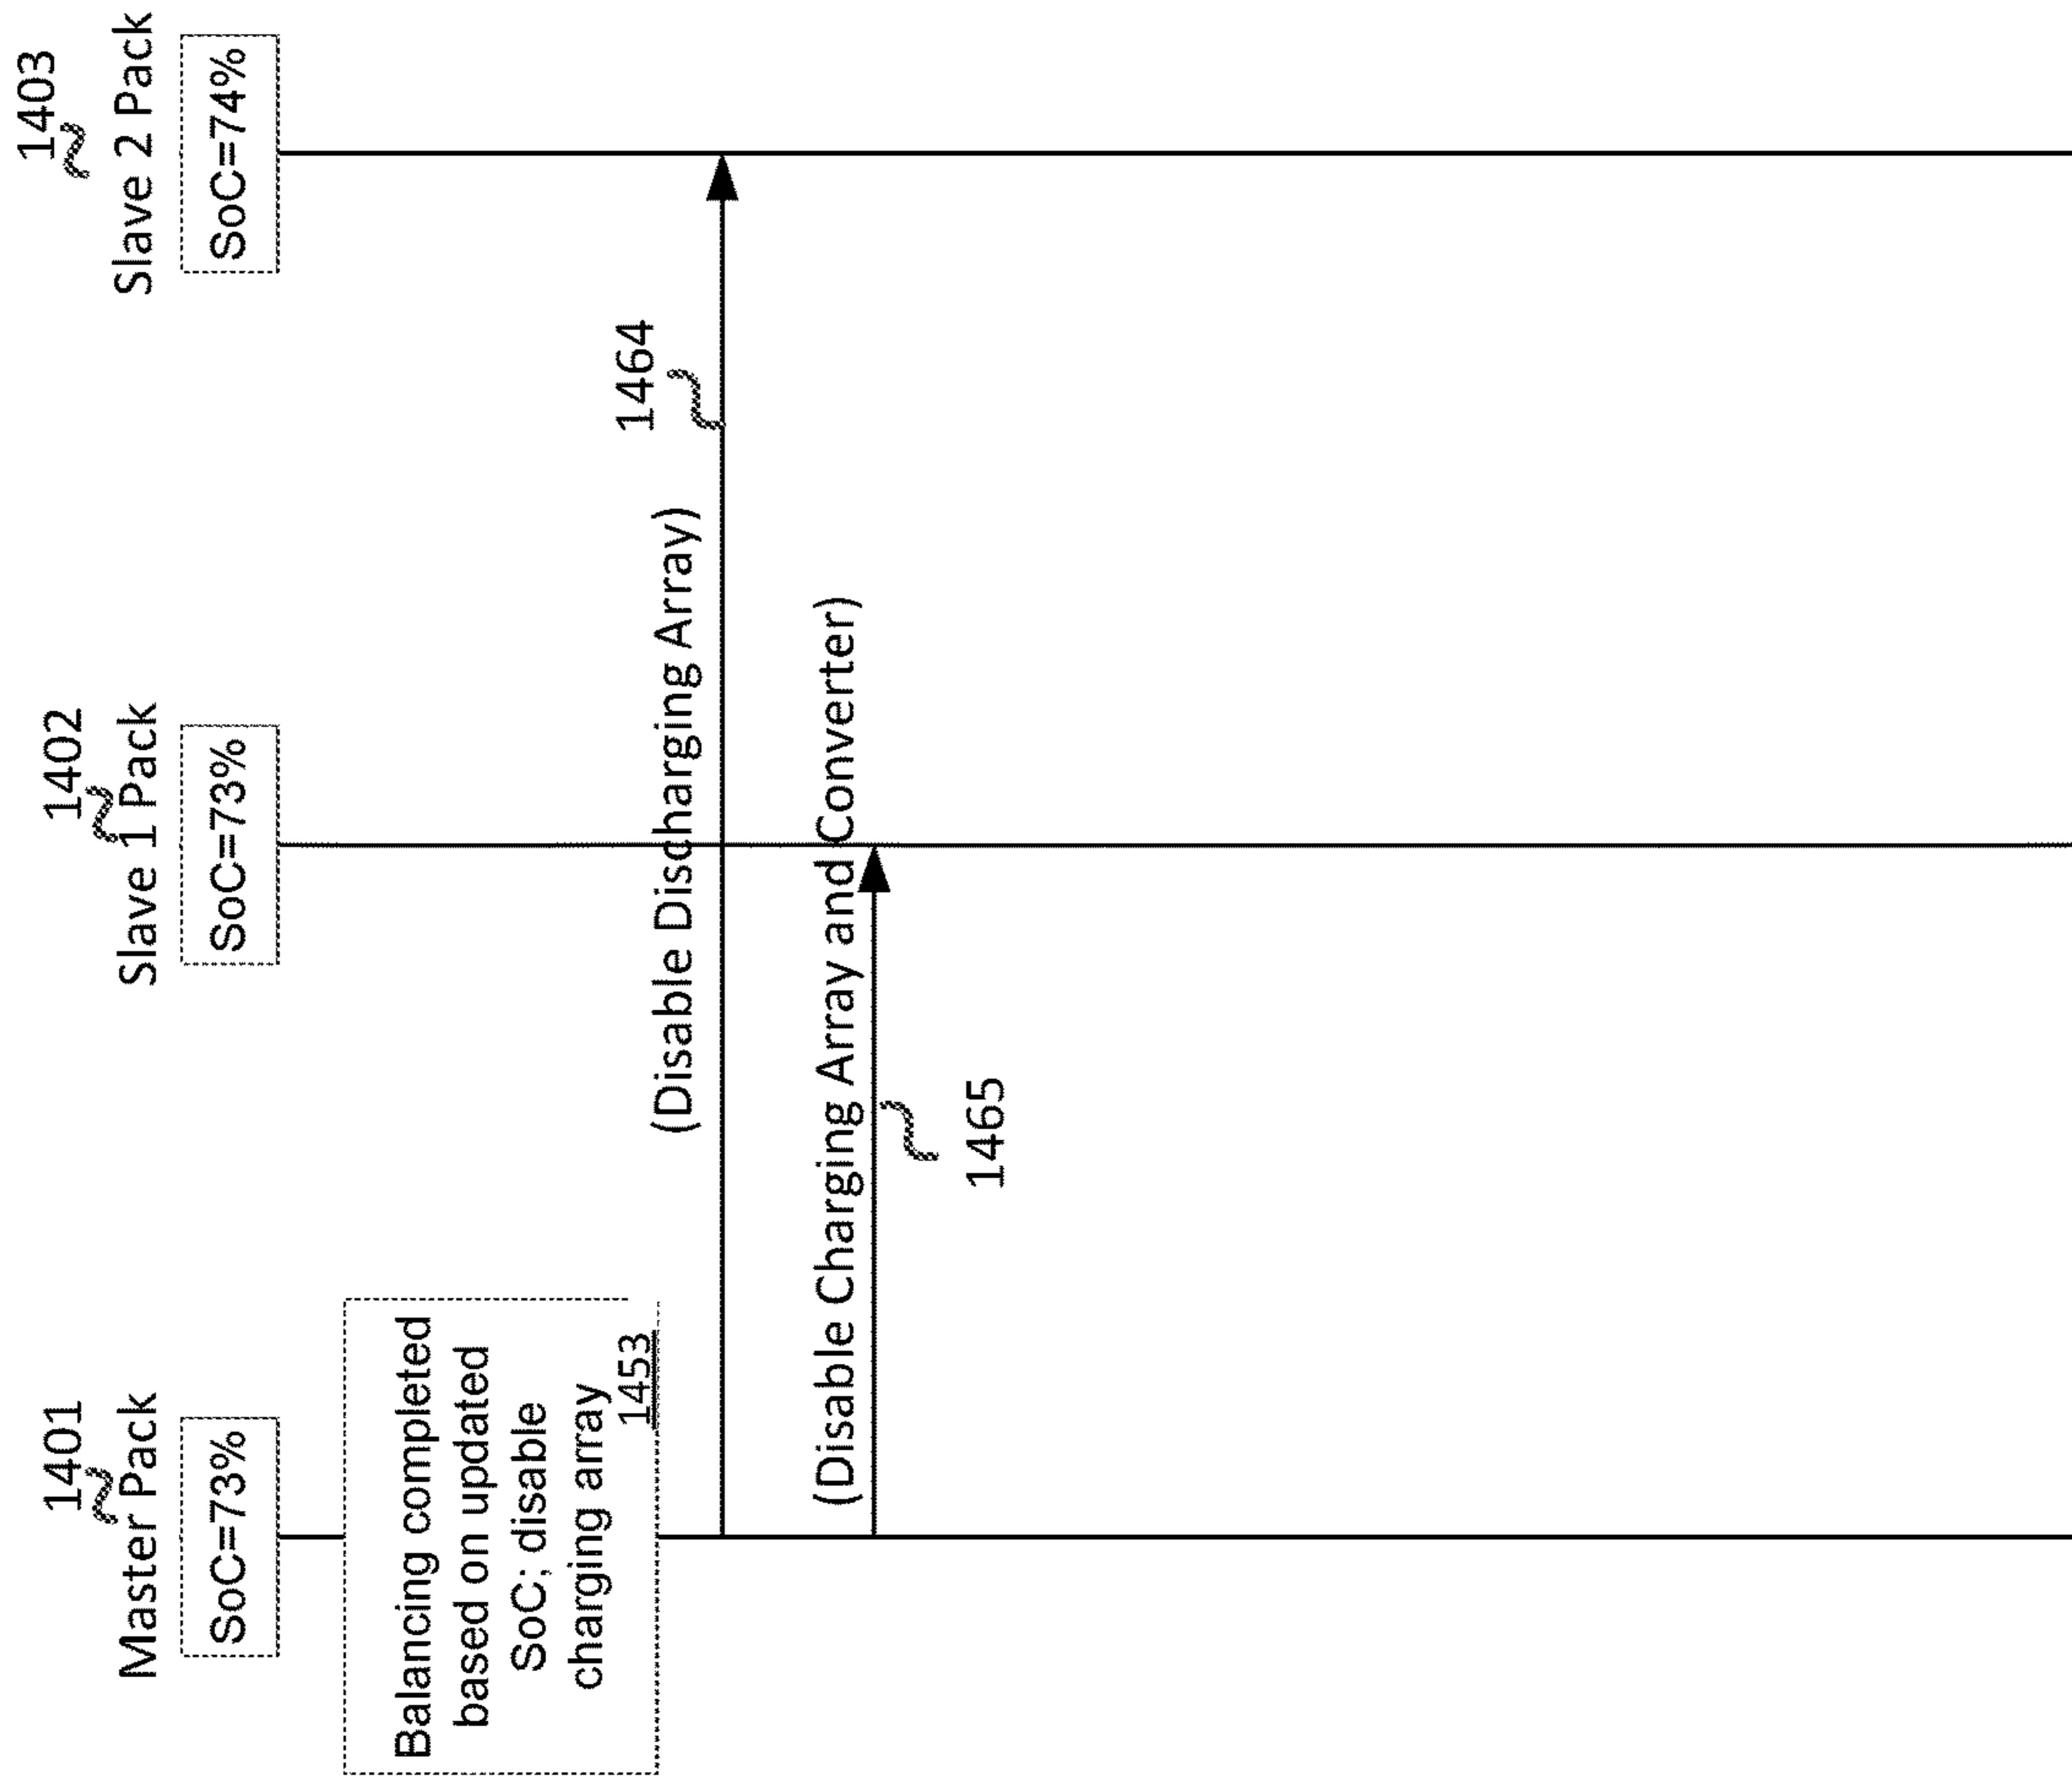 1401
Master Pack
SoC=73%
1402
Slave 1 Pack
SoC=73%
1403
Slave 2 Pack
SoC=74%
Balancing completed
based on updated
SoC; disable
charging array
1453
(Disable Discharging Array)
1464
(Disable Charging Array and Converter)
1465